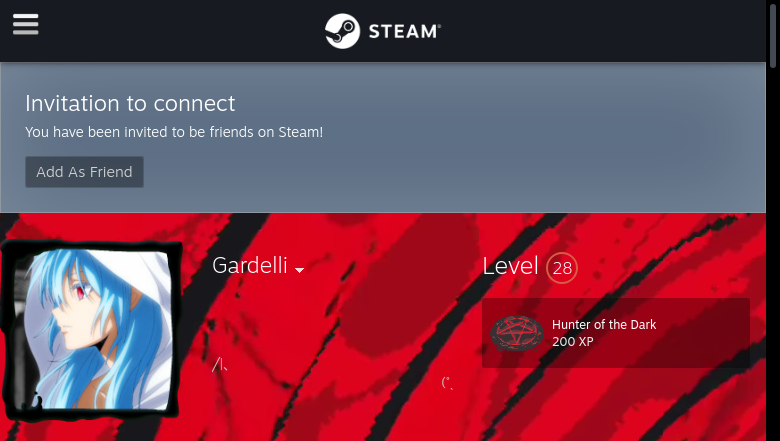 STEAM®
Invitation to connect
You have been invited to be friends on Steam!
Add As Friend
Gardelli
Level 28
Hunter of the Dark
200 XP
/|、
(˚、